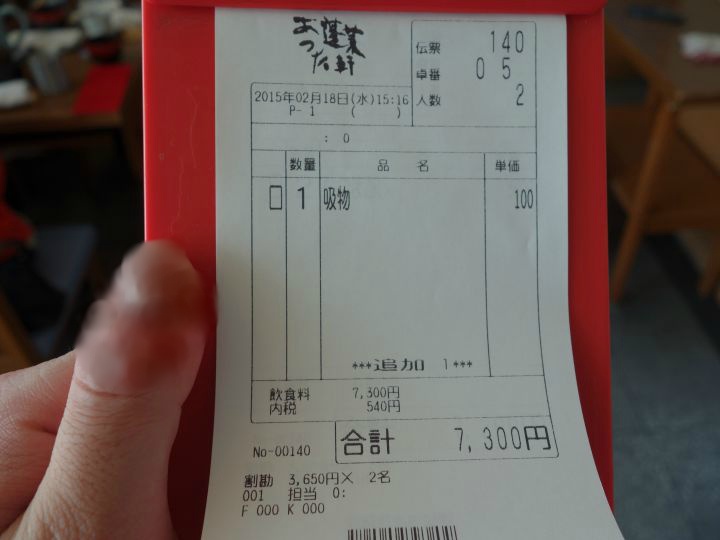 あつた蓬莱軒
伝票 140
卓番 05
人数 2
2015年02月18日(水)15:16
P- 1 ( )
: 0
数量 品名 単価
1 吸物 100
***追加 1***
飲食料 7,300円
内税 540円
No-00140 合計 7,300円
割勘 3,650円× 2名
001 担当 0:
F 000 K 000